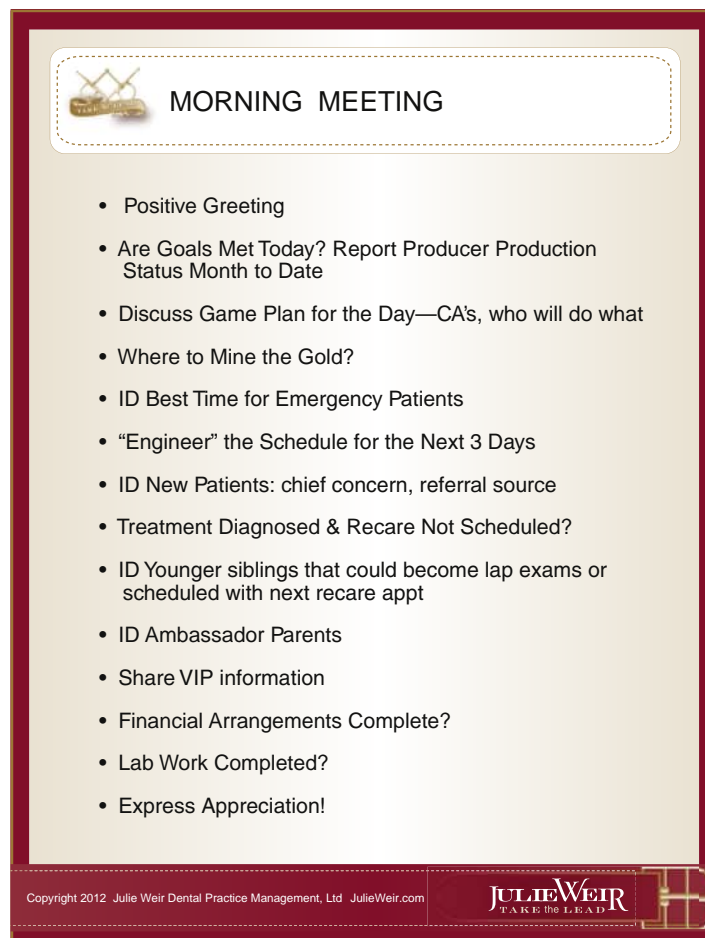 MORNING MEETING
• Positive Greeting
• Are Goals Met Today? Report Producer Production
Status Month to Date
• Discuss Game Plan for the Day—CA’s, who will do what
• Where to Mine the Gold?
• ID Best Time for Emergency Patients
• “Engineer” the Schedule for the Next 3 Days
• ID New Patients: chief concern, referral source
• Treatment Diagnosed & Recare Not Scheduled?
• ID Younger siblings that could become lap exams or
scheduled with next recare appt
• ID Ambassador Parents
• Share VIP information
• Financial Arrangements Complete?
• Lab Work Completed?
• Express Appreciation!
Copyright 2012 Julie Weir Dental Practice Management, Ltd JulieWeir.com
JULIEWEIR
TAKE the LEAD